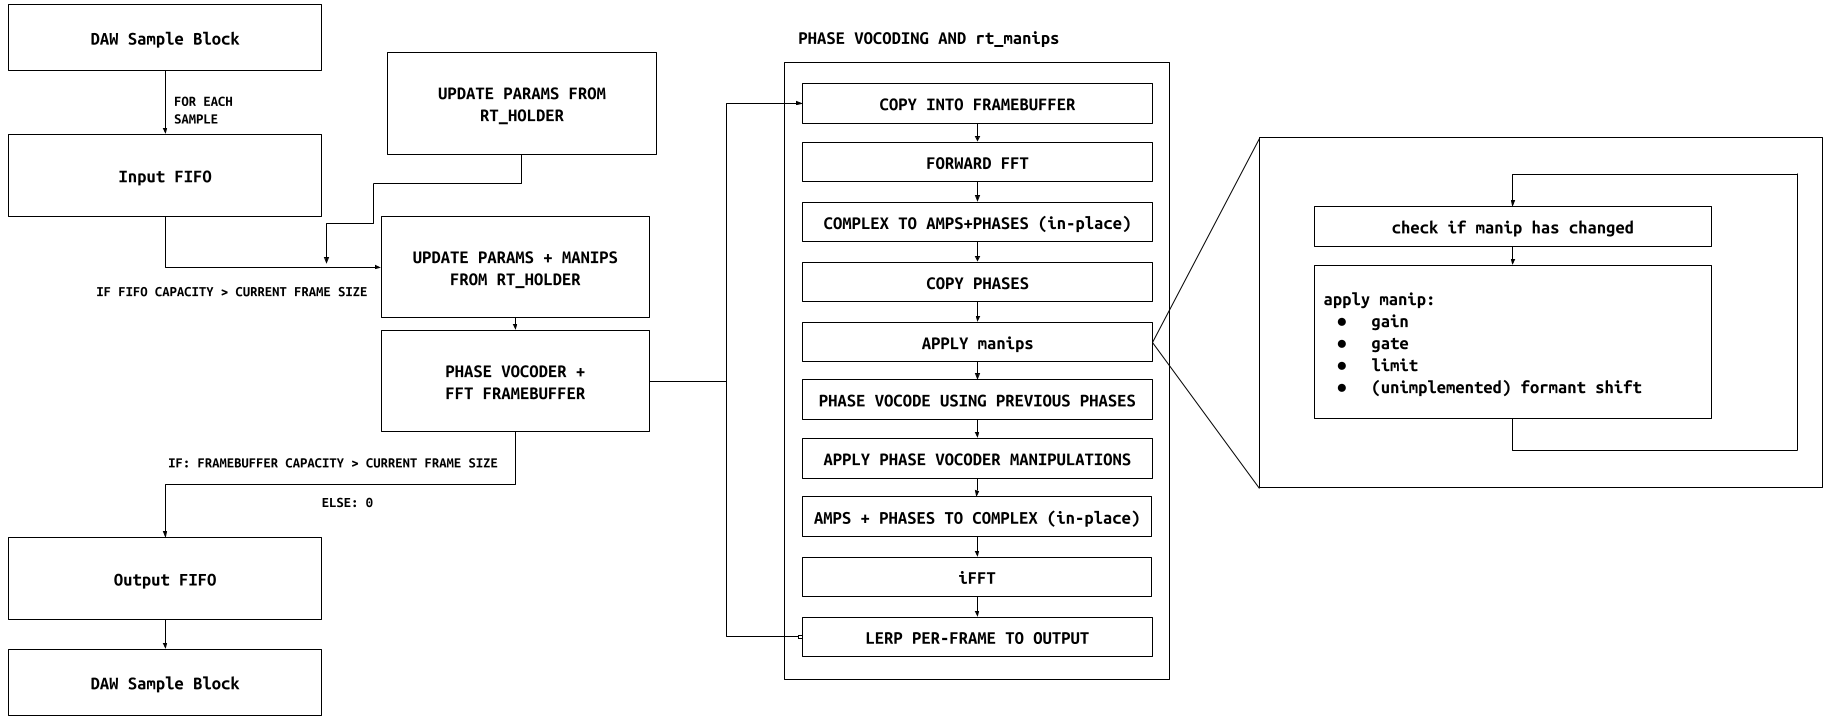 DAW Sample Block
FOR EACH
SAMPLE
Input FIFO
UPDATE PARAMS FROM
RT_HOLDER
UPDATE PARAMS + MANIPS
FROM RT_HOLDER
IF FIFO CAPACITY > CURRENT FRAME SIZE
PHASE VOCODER +
FFT FRAMEBUFFER
IF: FRAMEBUFFER CAPACITY > CURRENT FRAME SIZE
ELSE: 0
Output FIFO
DAW Sample Block
PHASE VOCODING AND rt_manips
COPY INTO FRAMEBUFFER
FORWARD FFT
COMPLEX TO AMPS+PHASES (in-place)
COPY PHASES
APPLY manips
PHASE VOCODE USING PREVIOUS PHASES
APPLY PHASE VOCODER MANIPULATIONS
AMPS + PHASES TO COMPLEX (in-place)
iFFT
LERP PER-FRAME TO OUTPUT
check if manip has changed
apply manip:
● gain
● gate
● limit
● (unimplemented) formant shift